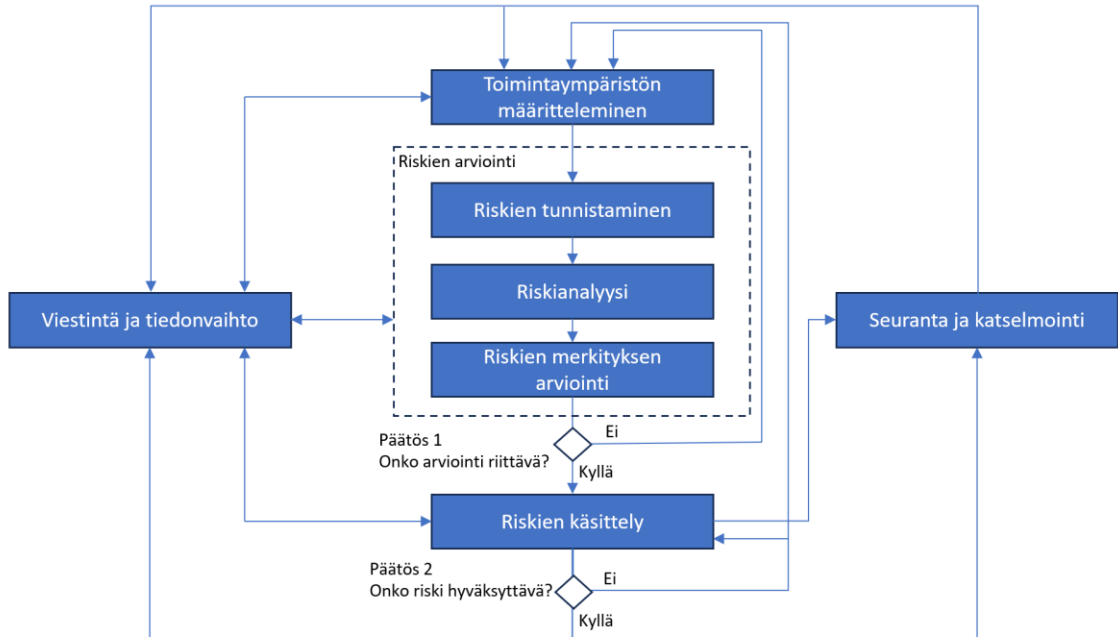 Toimintaympäristön
määritteleminen
Riskien arviointi
Riskien tunnistaminen
Riskianalyysi
Viestintä ja tiedonvaihto
Seuranta ja katselmointi
Riskien merkityksen
arviointi
Päätös 1
Onko arviointi riittävä?
Ei
Kyllä
Riskien käsittely
Päätös 2
Onko riski hyväksyttävä?
Ei
Kyllä